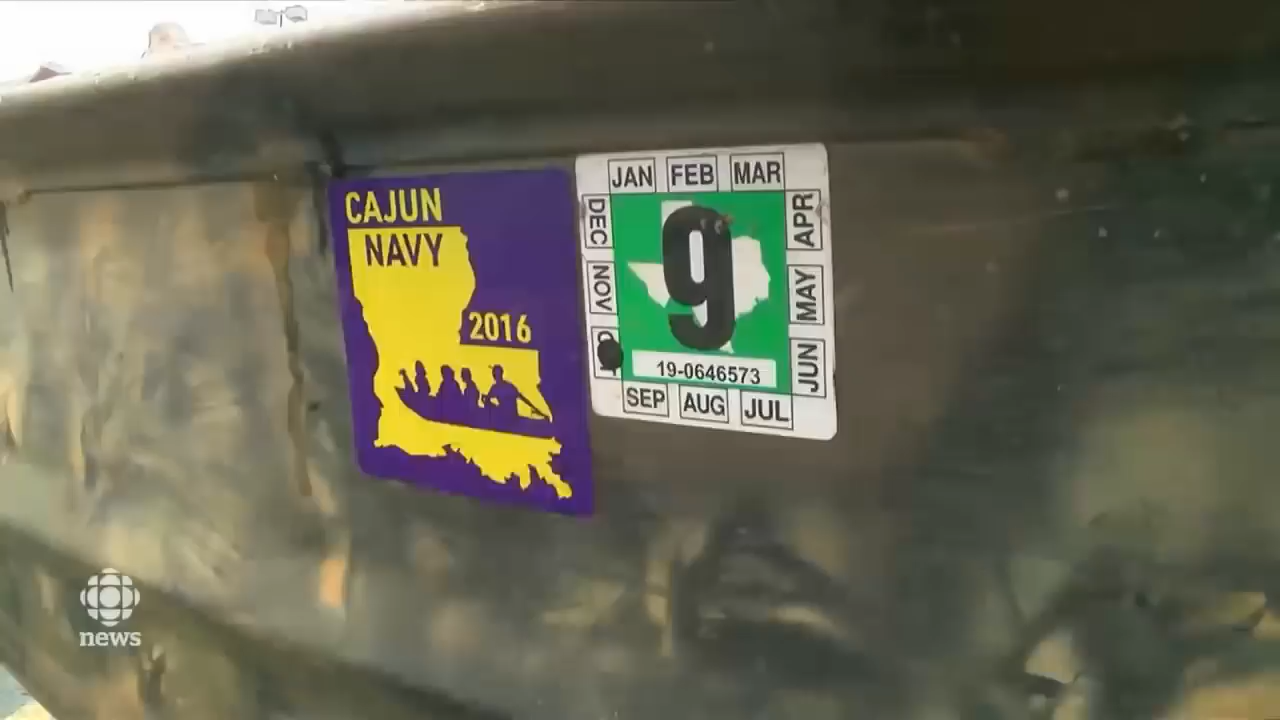 CAJUN
NAVY
2016
JAN FEB MAR
APR
MAY
JUN
JUL
AUG
SEP
NOV
DEC
9
19-0646573
news